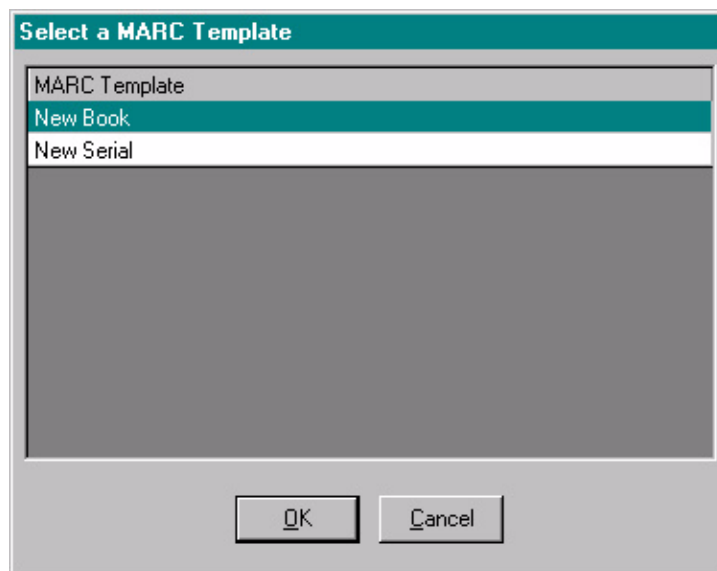 Select a MARC Template
MARC Template
New Book
New Serial
OK
Cancel